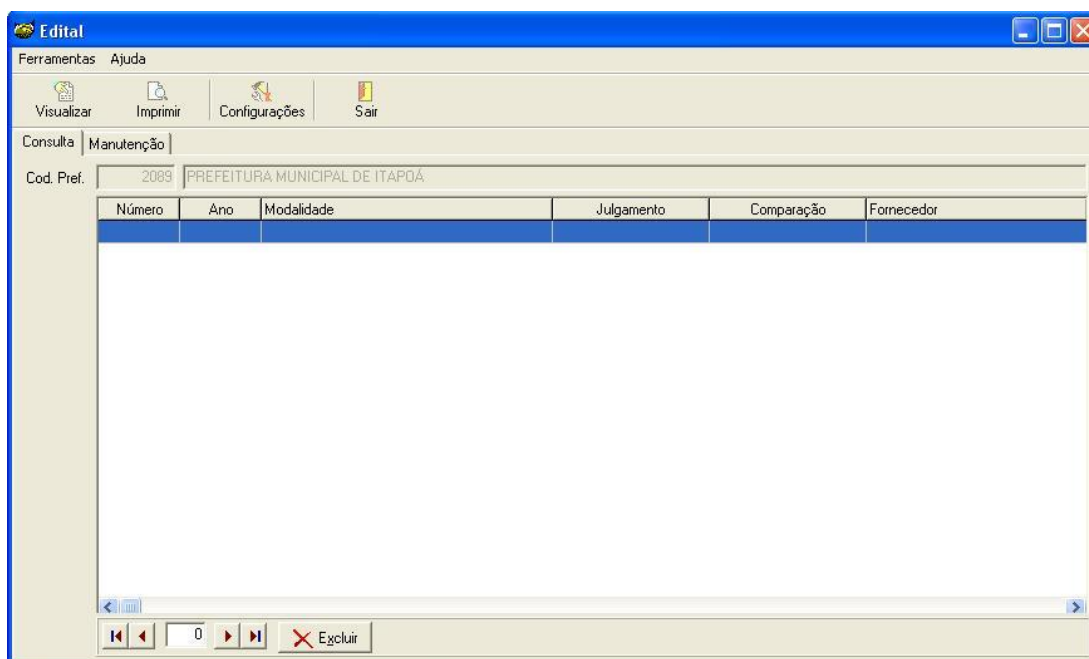 Edital
Ferramentas Ajuda
Visualizar Imprimir Configurações Sair
Consulta Manutenção
Cod. Pref. 2089 PREFEITURA MUNICIPAL DE ITAPOÁ
Número Ano Modalidade Julgamento Comparação Fornecedor
0 Excluir